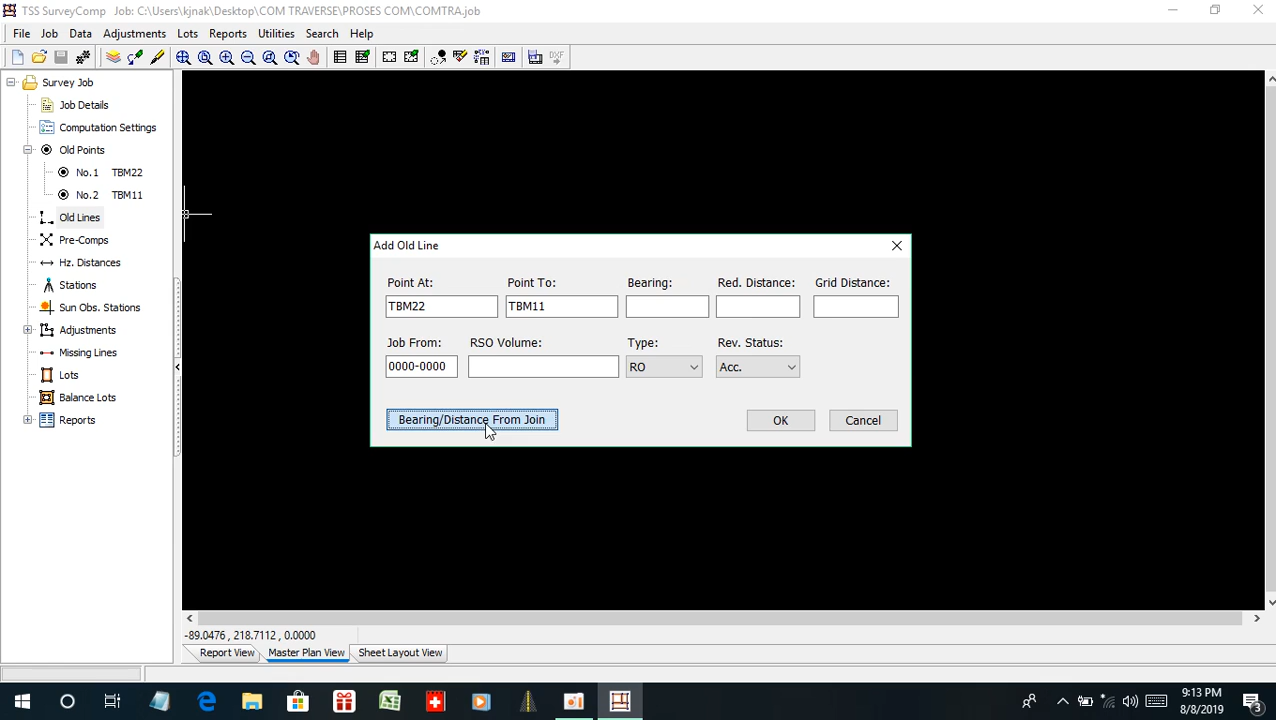 TSS SurveyComp Job: C:\Users\kjnak\Desktop\COM TRAVERSE\PROSES COM\COMTRA.job
File Job Data Adjustments Lots Reports Utilities Search Help
DXF
Survey Job
Job Details
Computation Settings
Old Points
No.1 TBM22
No.2 TBM11
Old Lines
Pre-Comps
Hz. Distances
Stations
Sun Obs. Stations
Adjustments
Missing Lines
Lots
Balance Lots
Reports
Add Old Line
Point At: Point To: Bearing: Red. Distance: Grid Distance:
TBM22 TBM11
Job From: RSO Volume: Type: Rev. Status:
0000-0000 RO Acc.
Bearing/Distance From Join OK Cancel
-89.0476, 218.7112, 0.0000
Report View Master Plan View Sheet Layout View
9:13 PM
8/8/2019
3